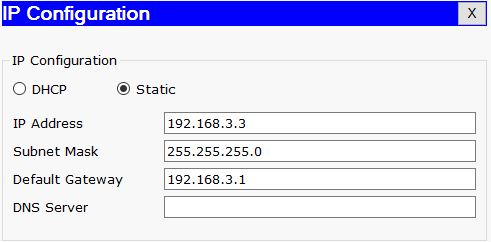 IP Configuration
X
IP Configuration
DHCP
Static
IP Address
192.168.3.3
Subnet Mask
255.255.255.0
Default Gateway
192.168.3.1
DNS Server